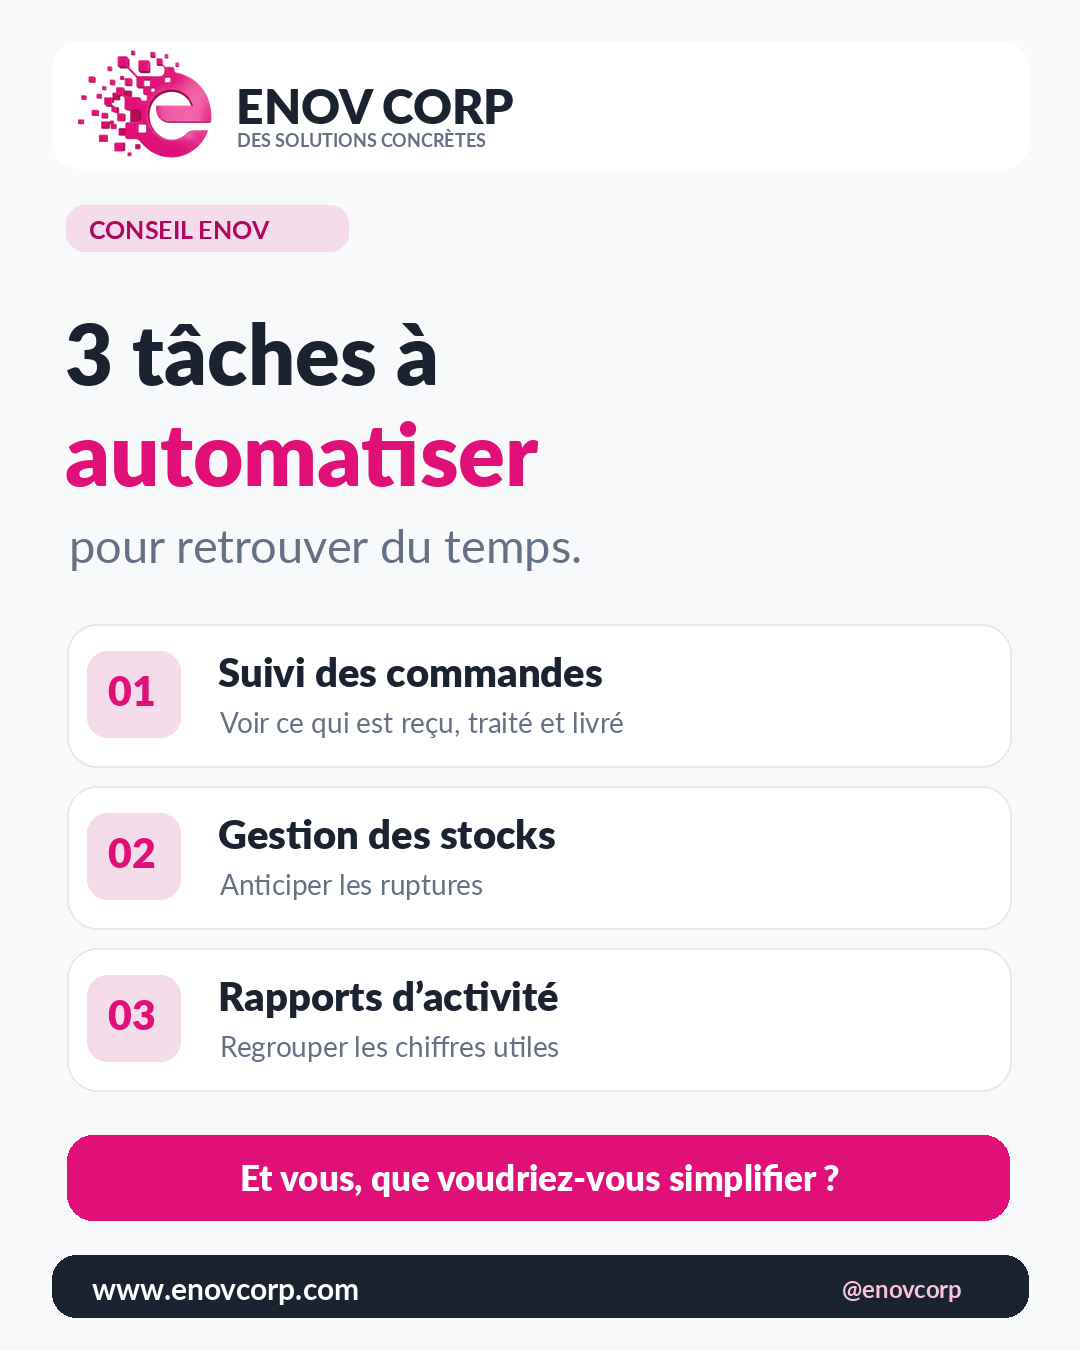 ENOV CORP
DES SOLUTIONS CONCRÈTES
CONSEIL ENOV
3 tâches à
automatiser
pour retrouver du temps.
01
Suivi des commandes
Voir ce qui est reçu, traité et livré
02
Gestion des stocks
Anticiper les ruptures
03
Rapports d’activité
Regrouper les chiffres utiles
Et vous, que voudriez-vous simplifier ?
www.enovcorp.com
@enovcorp